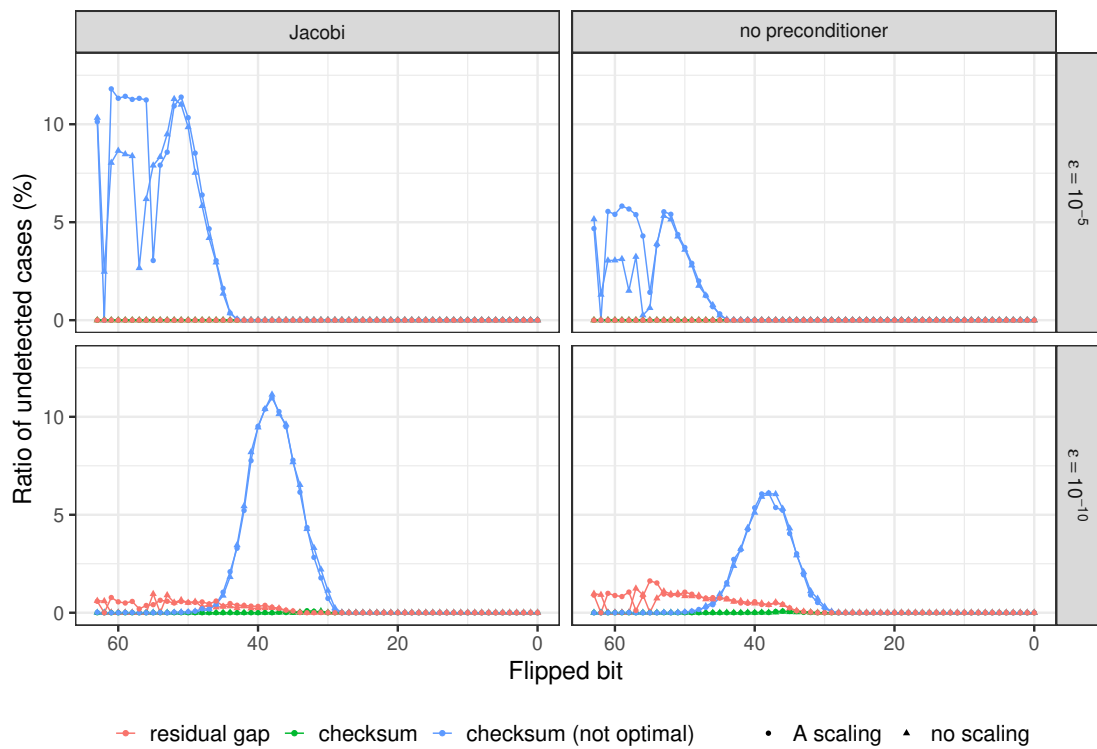 Jacobi
no preconditioner
Ratio of undetected cases (%)
10
5
0
ε = 10⁻⁵
10
5
0
ε = 10⁻¹⁰
60 40 20 0
60 40 20 0
Flipped bit
residual gap checksum checksum (not optimal) A scaling no scaling